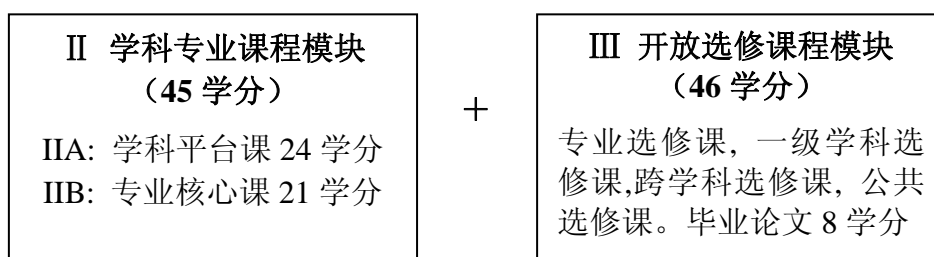 II 学科专业课程模块
（45 学分）
IIA: 学科平台课 24 学分
IIB: 专业核心课 21 学分
+
III 开放选修课程模块
（46 学分）
专业选修课, 一级学科选
修课,跨学科选修课, 公共
选修课。毕业论文 8 学分